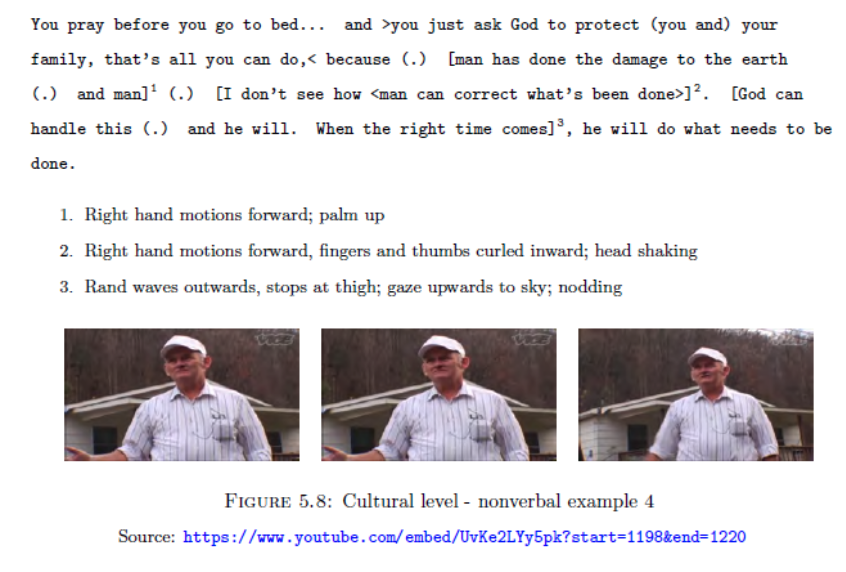 You pray before you go to bed... and >you just ask God to protect (you and) your
family, that's all you can do,< because (.) [man has done the damage to the earth
(.) and man]¹ (.) [I don't see how <man can correct what's been done>]². [God can
handle this (.) and he will. When the right time comes]³, he will do what needs to be
done.
1. Right hand motions forward; palm up
2. Right hand motions forward, fingers and thumbs curled inward; head shaking
3. Rand waves outwards, stops at thigh; gaze upwards to sky; nodding
VICE
VICE
FIGURE 5.8: Cultural level - nonverbal example 4
Source: https://www.youtube.com/embed/UvKe2LYy5pk?start=1198&end=1220